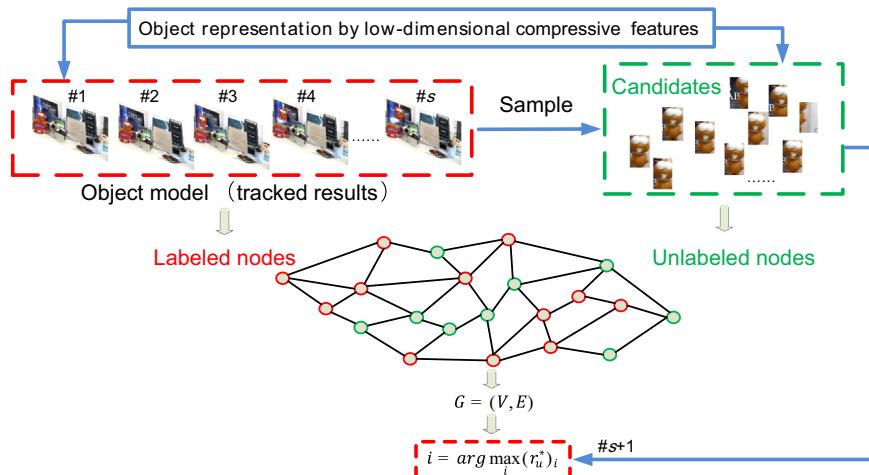 Object representation by low-dimensional compressive features
#1
#2
#3
#4
#s
......
Object model （tracked results）
Sample
Candidates
......
Labeled nodes
Unlabeled nodes
G = (V, E)
i = arg max (r_u^*)_i
i
#s+1